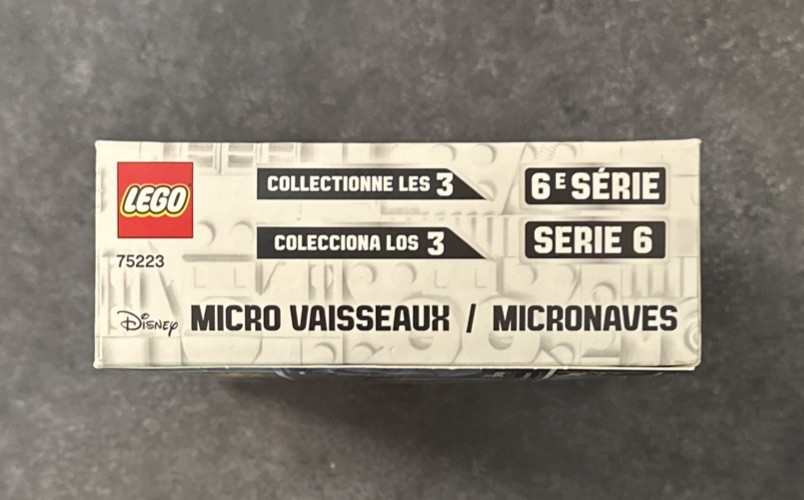 LEGO
75223
COLLECTIONNE LES 3
6E SÉRIE
COLECCIONA LOS 3
SERIE 6
Disney MICRO VAISSEAUX / MICRONAVES